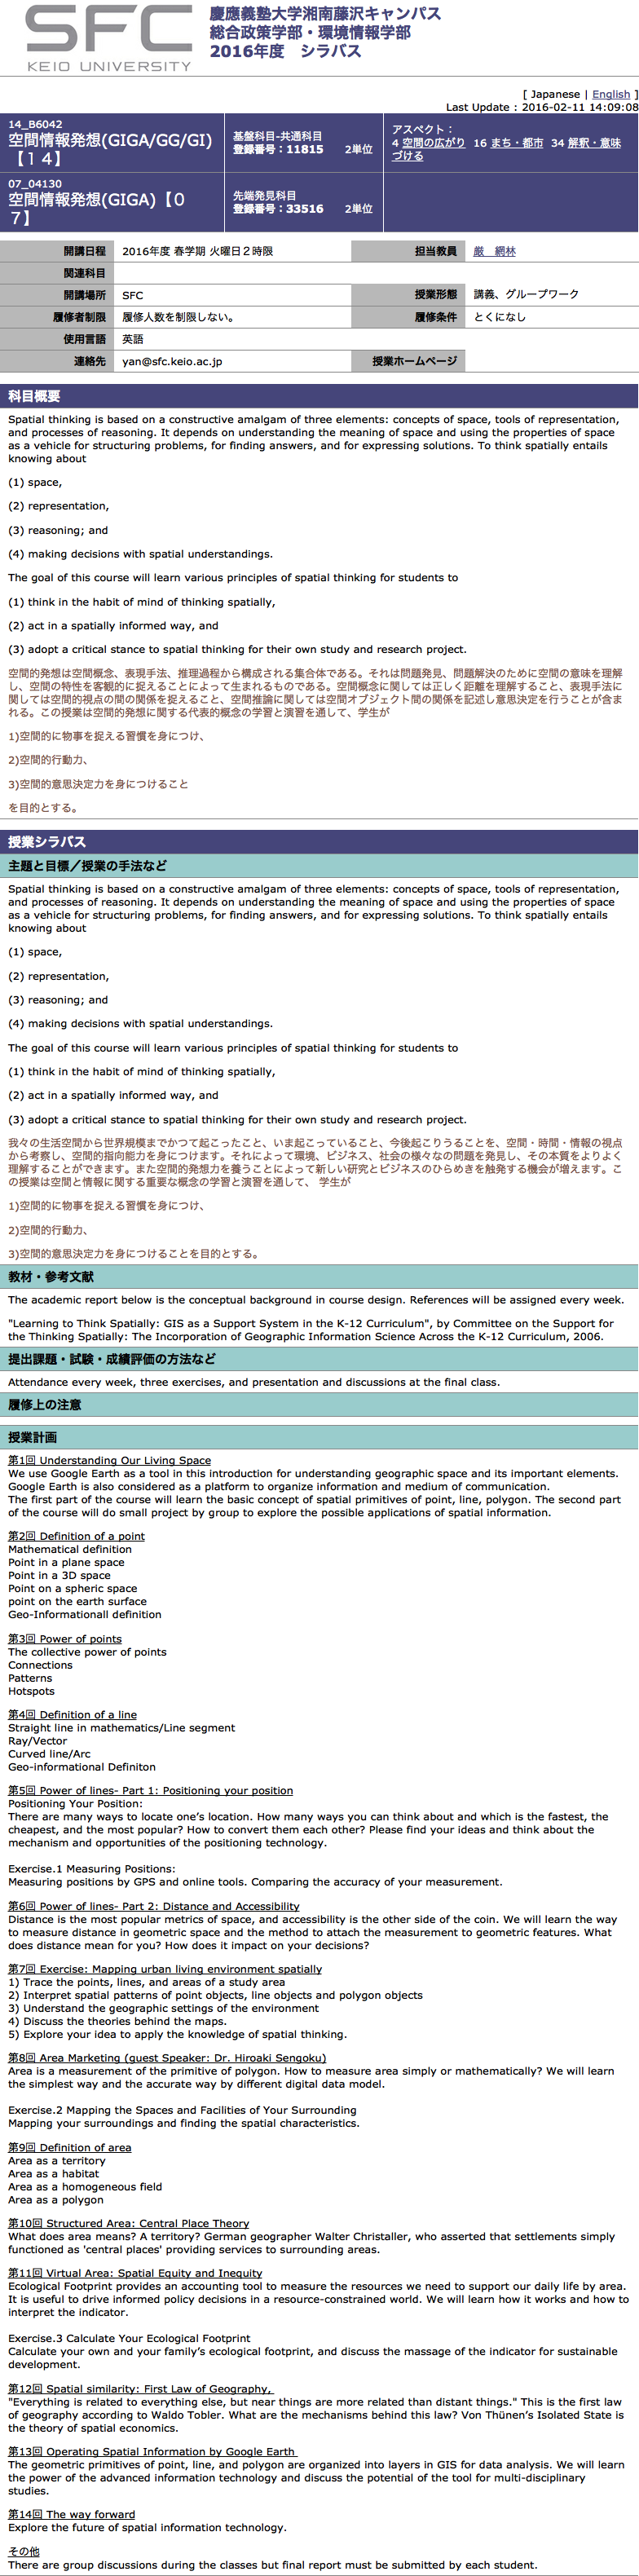 SFC
KEIO UNIVERSITY
慶應義塾大学湘南藤沢キャンパス
総合政策学部・環境情報学部
2016年度　シラバス
[ Japanese | English ]
Last Update : 2016-02-11 14:09:08
14_B6042
空間情報発想(GIGA/GG/GI)
【１４】
基盤科目-共通科目
登録番号：11815　　2単位
アスペクト：
4 空間の広がり　16 まち・都市　34 解釈・意味
づける
07_04130
空間情報発想(GIGA)【０
７】
先端発見科目
登録番号：33516　　2単位
開講日程　2016年度 春学期 火曜日２時限　担当教員　厳　網林
関連科目
開講場所　SFC　授業形態　講義、グループワーク
履修者制限　履修人数を制限しない。　履修条件　とくになし
使用言語　英語
連絡先　yan@sfc.keio.ac.jp　授業ホームページ
科目概要
Spatial thinking is based on a constructive amalgam of three elements: concepts of space, tools of representation,
and processes of reasoning. It depends on understanding the meaning of space and using the properties of space
as a vehicle for structuring problems, for finding answers, and for expressing solutions. To think spatially entails
knowing about
(1) space,
(2) representation,
(3) reasoning; and
(4) making decisions with spatial understandings.
The goal of this course will learn various principles of spatial thinking for students to
(1) think in the habit of mind of thinking spatially,
(2) act in a spatially informed way, and
(3) adopt a critical stance to spatial thinking for their own study and research project.
空間的発想は空間概念、表現手法、推理過程から構成される集合体である。それは問題発見、問題解決のために空間の意味を理解
し、空間の特性を客観的に捉えることによって生まれるものである。空間概念に関しては正しく距離を理解すること、表現手法に
関しては空間的視点の間の関係を捉えること、空間推論に関しては空間オブジェクト間の関係を記述し意思決定を行うことが含ま
れる。この授業は空間的発想に関する代表的概念の学習と演習を通して、学生が
1)空間的に物事を捉える習慣を身につけ、
2)空間的行動力、
3)空間的意思決定力を身につけること
を目的とする。
授業シラバス
主題と目標／授業の手法など
Spatial thinking is based on a constructive amalgam of three elements: concepts of space, tools of representation,
and processes of reasoning. It depends on understanding the meaning of space and using the properties of space
as a vehicle for structuring problems, for finding answers, and for expressing solutions. To think spatially entails
knowing about
(1) space,
(2) representation,
(3) reasoning; and
(4) making decisions with spatial understandings.
The goal of this course will learn various principles of spatial thinking for students to
(1) think in the habit of mind of thinking spatially,
(2) act in a spatially informed way, and
(3) adopt a critical stance to spatial thinking for their own study and research project.
我々の生活空間から世界規模までかつて起こったこと、いま起こっていること、今後起こりうることを、空間・時間・情報の視点
から考察し、空間的指向能力を身につけます。それによって環境、ビジネス、社会の様々なの問題を発見し、その本質をよりよく
理解することができます。また空間的発想力を養うことによって新しい研究とビジネスのひらめきを触発する機会が増えます。こ
の授業は空間と情報に関する重要な概念の学習と演習を通して、 学生が
1)空間的に物事を捉える習慣を身につけ、
2)空間的行動力、
3)空間的意思決定力を身につけることを目的とする。
教材・参考文献
The academic report below is the conceptual background in course design. References will be assigned every week.
"Learning to Think Spatially: GIS as a Support System in the K-12 Curriculum", by Committee on the Support for
the Thinking Spatially: The Incorporation of Geographic Information Science Across the K-12 Curriculum, 2006.
提出課題・試験・成績評価の方法など
Attendance every week, three exercises, and presentation and discussions at the final class.
履修上の注意
授業計画
第1回 Understanding Our Living Space
We use Google Earth as a tool in this introduction for understanding geographic space and its important elements.
Google Earth is also considered as a platform to organize information and medium of communication.
The first part of the course will learn the basic concept of spatial primitives of point, line, polygon. The second part
of the course will do small project by group to explore the possible applications of spatial information.
第2回 Definition of a point
Mathematical definition
Point in a plane space
Point in a 3D space
Point on a spheric space
point on the earth surface
Geo-Informationall definition
第3回 Power of points
The collective power of points
Connections
Patterns
Hotspots
第4回 Definition of a line
Straight line in mathematics/Line segment
Ray/Vector
Curved line/Arc
Geo-informational Definiton
第5回 Power of lines- Part 1: Positioning your position
Positioning Your Position:
There are many ways to locate one’s location. How many ways you can think about and which is the fastest, the
cheapest, and the most popular? How to convert them each other? Please find your ideas and think about the
mechanism and opportunities of the positioning technology.
Exercise.1 Measuring Positions:
Measuring positions by GPS and online tools. Comparing the accuracy of your measurement.
第6回 Power of lines- Part 2: Distance and Accessibility
Distance is the most popular metrics of space, and accessibility is the other side of the coin. We will learn the way
to measure distance in geometric space and the method to attach the measurement to geometric features. What
does distance mean for you? How does it impact on your decisions?
第7回 Exercise: Mapping urban living environment spatially
1) Trace the points, lines, and areas of a study area
2) Interpret spatial patterns of point objects, line objects and polygon objects
3) Understand the geographic settings of the environment
4) Discuss the theories behind the maps.
5) Explore your idea to apply the knowledge of spatial thinking.
第8回 Area Marketing (guest Speaker: Dr. Hiroaki Sengoku)
Area is a measurement of the primitive of polygon. How to measure area simply or mathematically? We will learn
the simplest way and the accurate way by different digital data model.
Exercise.2 Mapping the Spaces and Facilities of Your Surrounding
Mapping your surroundings and finding the spatial characteristics.
第9回 Definition of area
Area as a territory
Area as a habitat
Area as a homogeneous field
Area as a polygon
第10回 Structured Area: Central Place Theory
What does area means? A territory? German geographer Walter Christaller, who asserted that settlements simply
functioned as 'central places' providing services to surrounding areas.
第11回 Virtual Area: Spatial Equity and Inequity
Ecological Footprint provides an accounting tool to measure the resources we need to support our daily life by area.
It is useful to drive informed policy decisions in a resource-constrained world. We will learn how it works and how to
interpret the indicator.
Exercise.3 Calculate Your Ecological Footprint
Calculate your own and your family’s ecological footprint, and discuss the massage of the indicator for sustainable
development.
第12回 Spatial similarity: First Law of Geography,
"Everything is related to everything else, but near things are more related than distant things." This is the first law
of geography according to Waldo Tobler. What are the mechanisms behind this law? Von Thünen’s Isolated State is
the theory of spatial economics.
第13回 Operating Spatial Information by Google Earth
The geometric primitives of point, line, and polygon are organized into layers in GIS for data analysis. We will learn
the power of the advanced information technology and discuss the potential of the tool for multi-disciplinary
studies.
第14回 The way forward
Explore the future of spatial information technology.
その他
There are group discussions during the classes but final report must be submitted by each student.